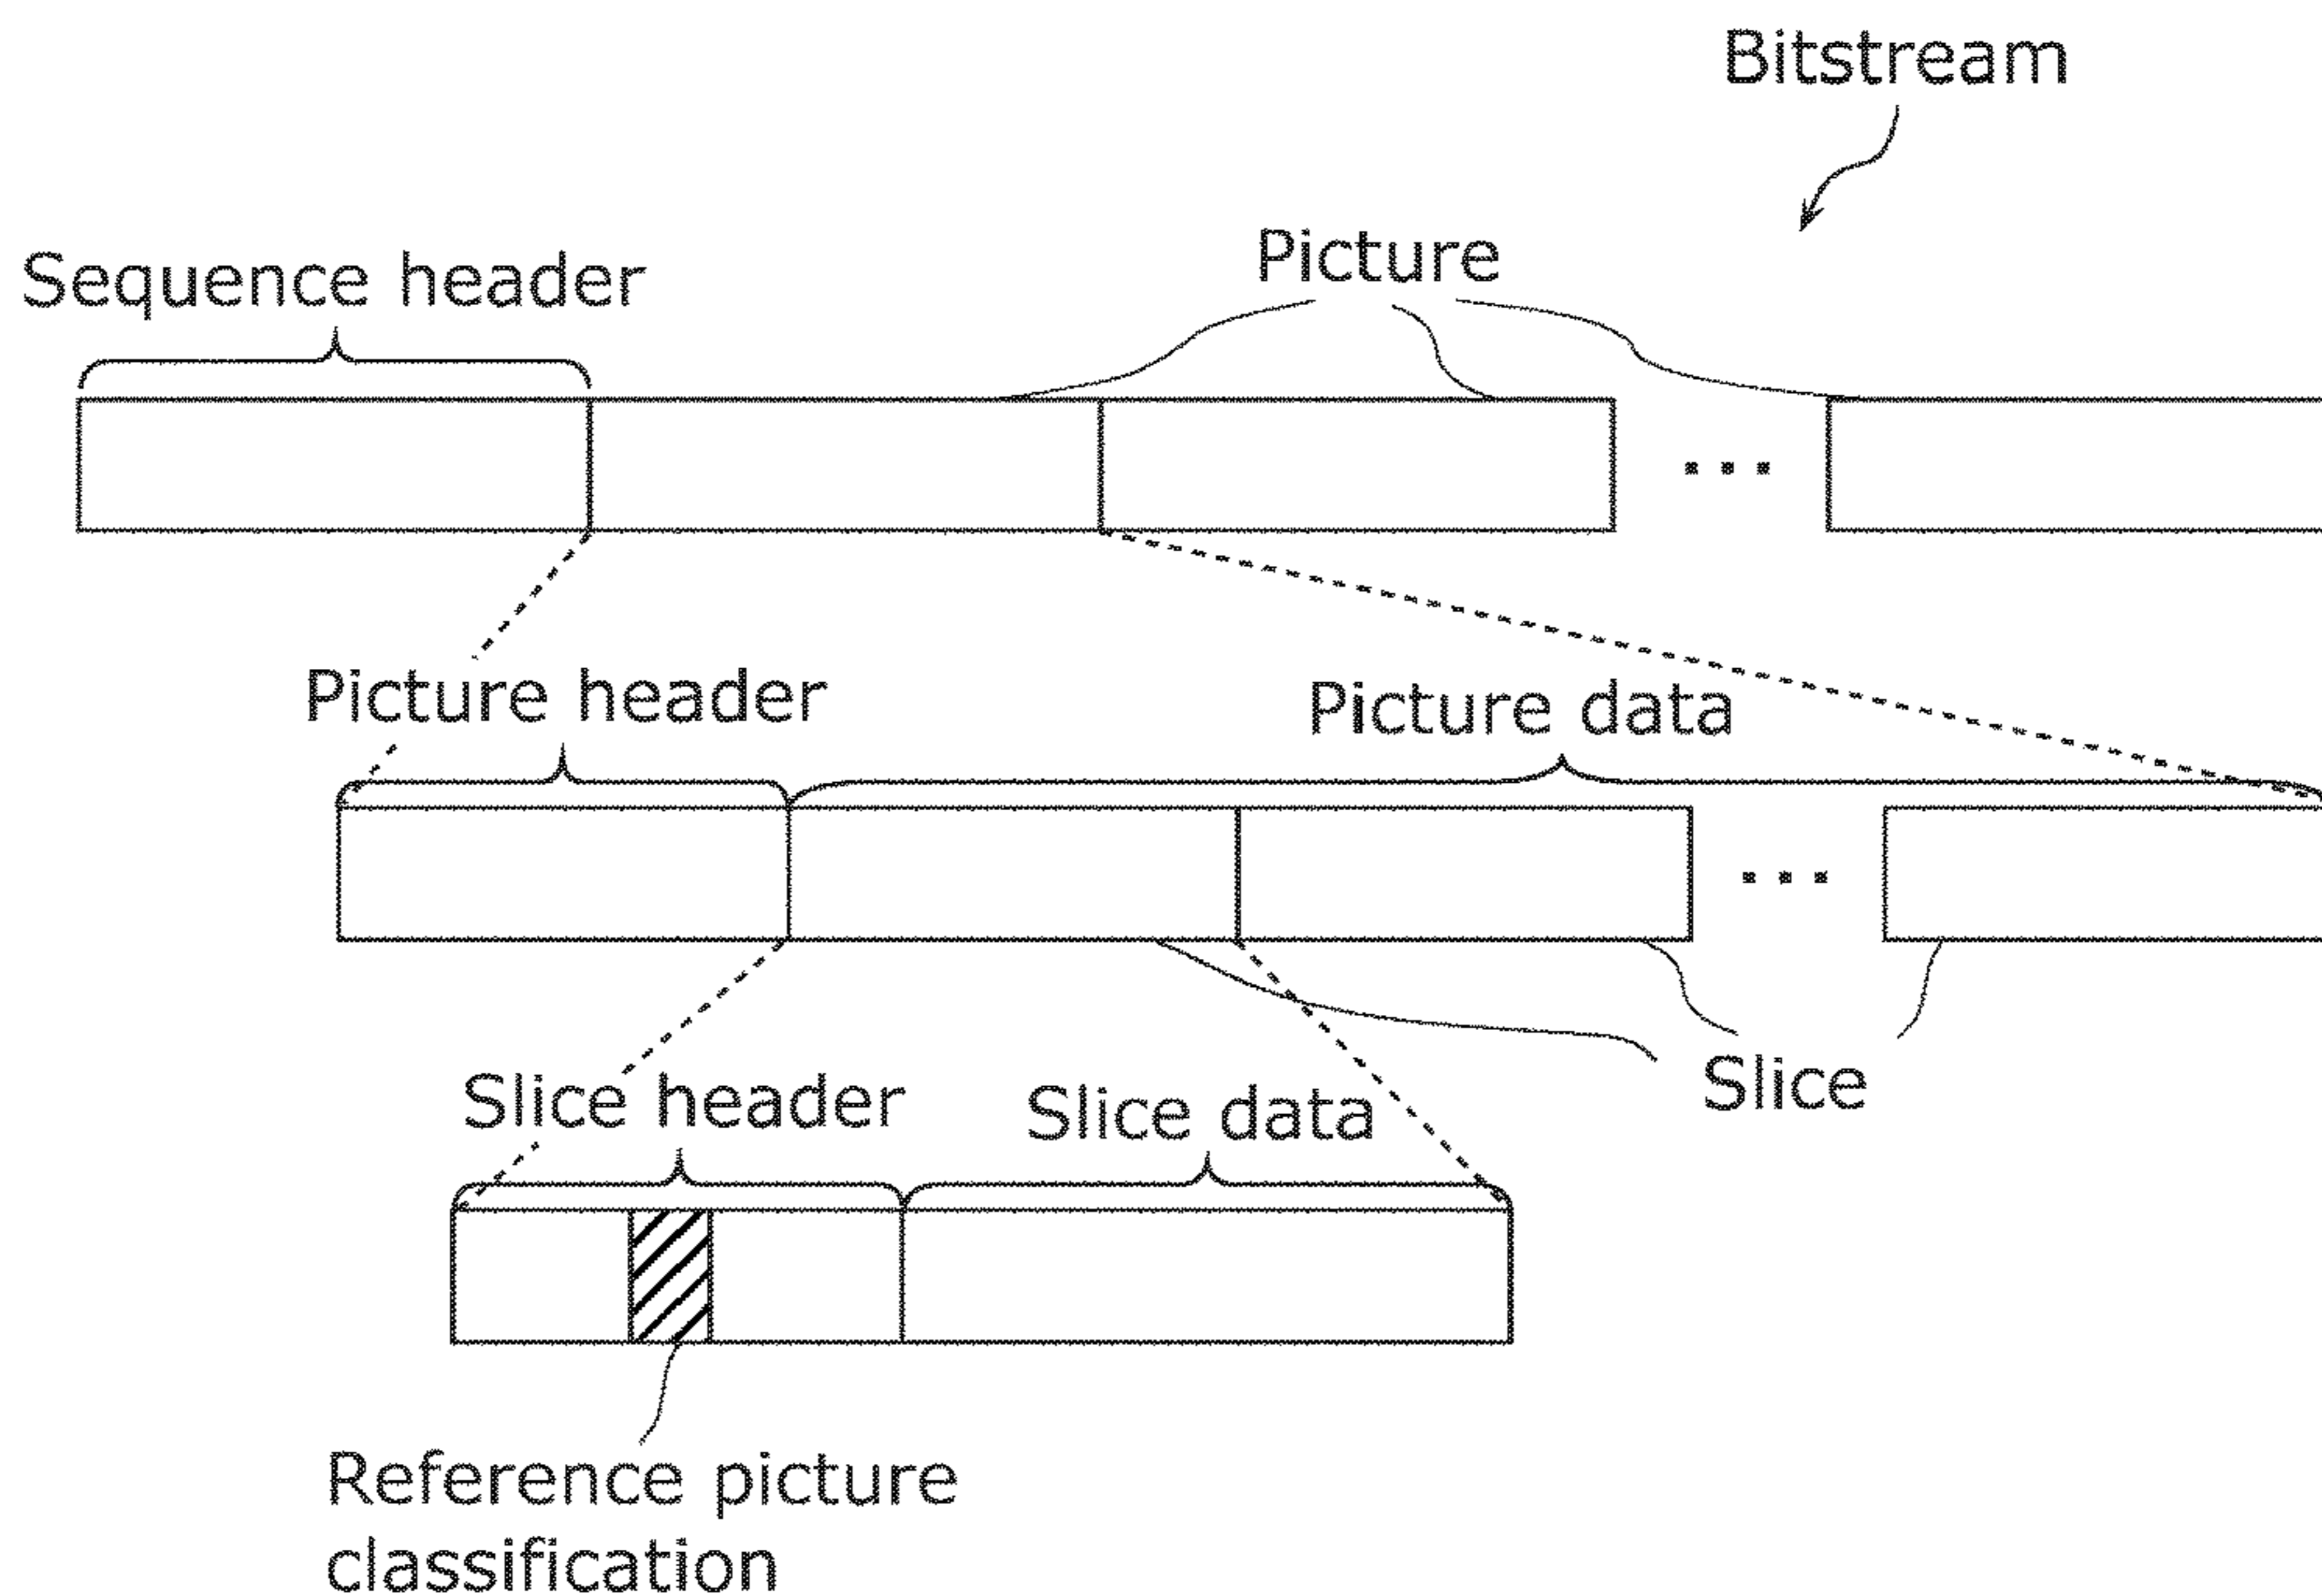 Bitstream
Picture
Sequence header
...
Picture header
Picture data
...
Slice
Slice header
Slice data
Reference picture
classification